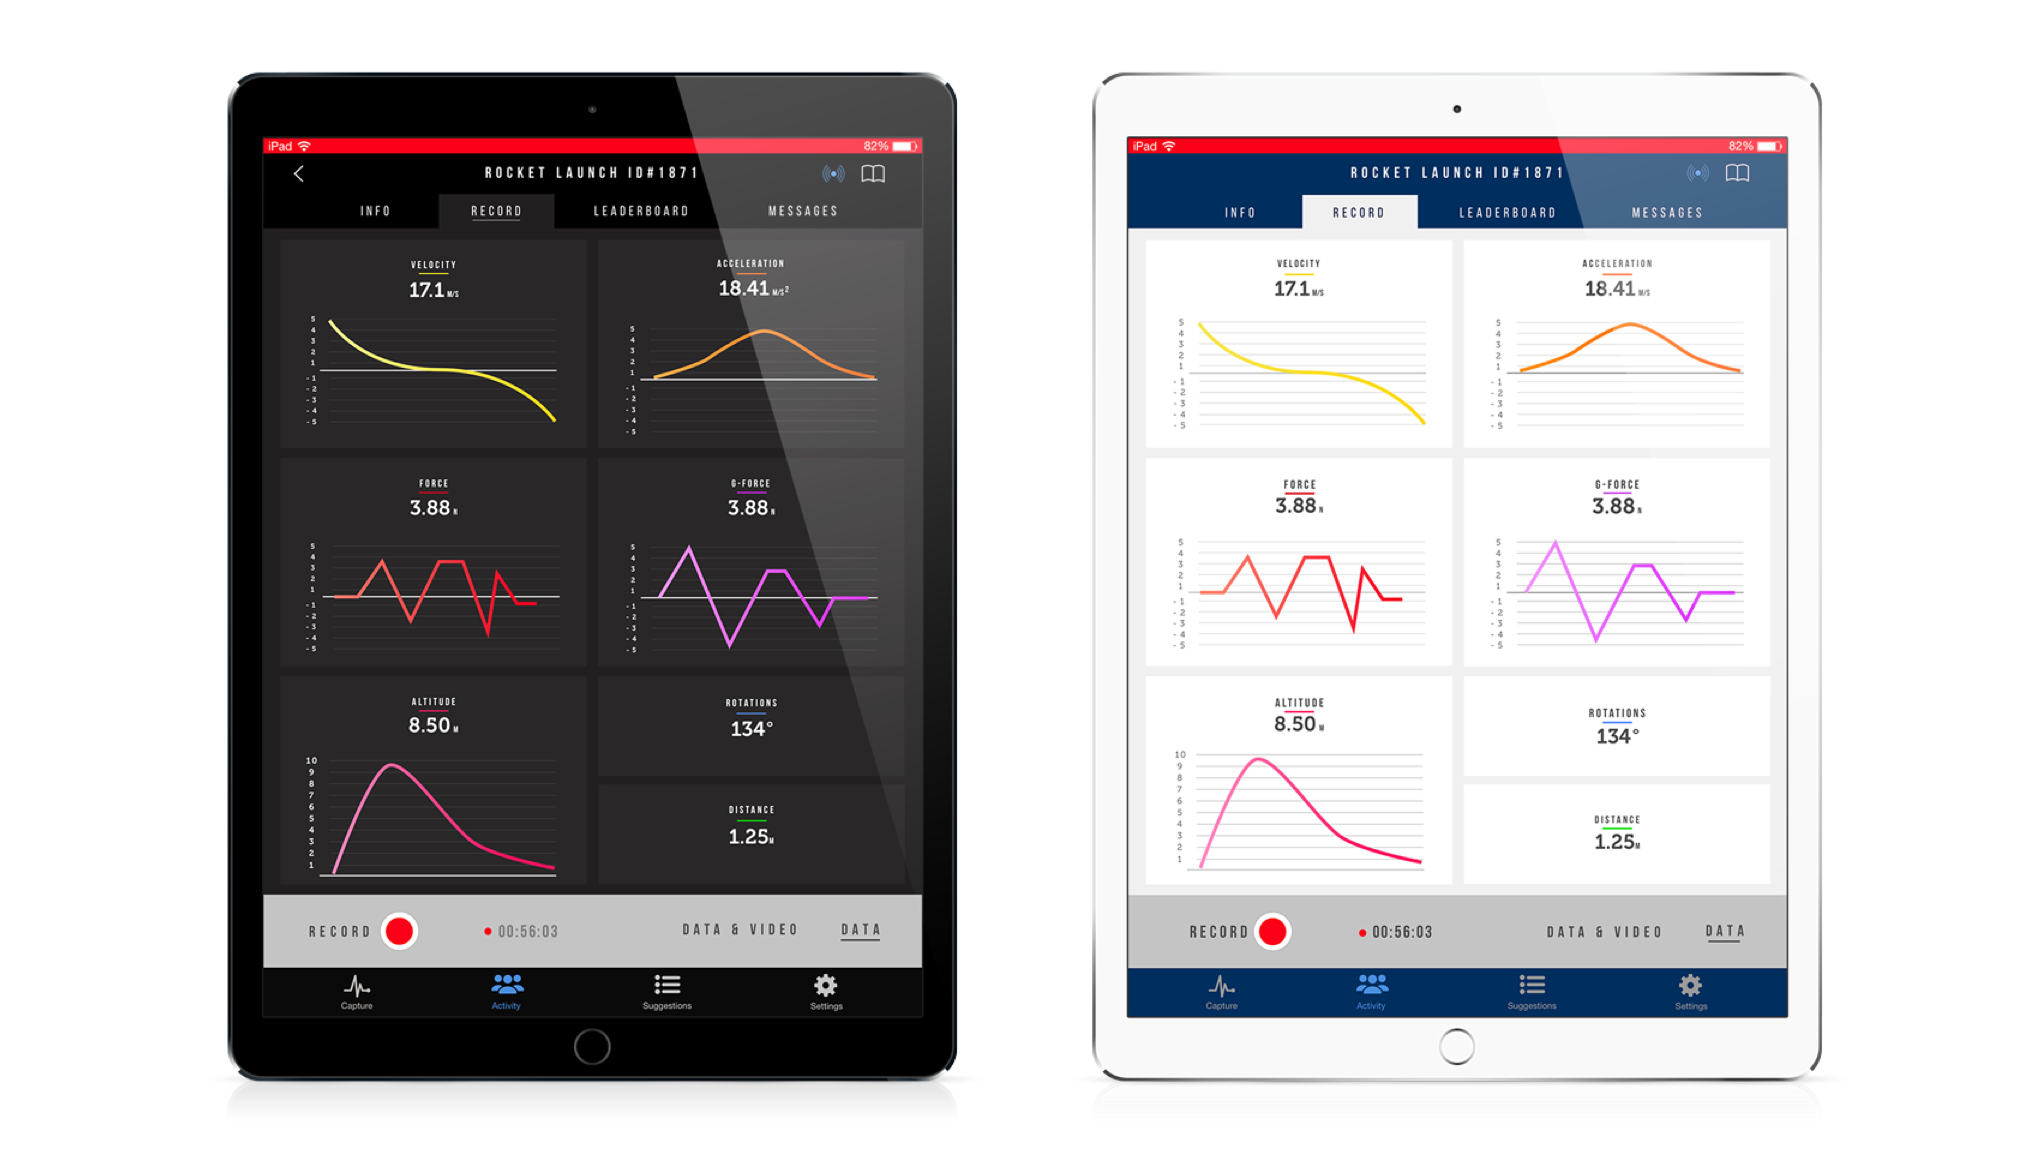 iPad 82%
ROCKET LAUNCH ID#1871
INFO RECORD LEADERBOARD MESSAGES
VELOCITY
17.1 M/S
5
4
3
2
1
-1
-2
-3
-4
-5
ACCELERATION
18.41 M/S²
5
4
3
2
1
-1
-2
-3
-4
-5
FORCE
3.88 N
5
4
3
2
1
-1
-2
-3
-4
-5
G-FORCE
3.88 N
5
4
3
2
1
-1
-2
-3
-4
-5
ALTITUDE
8.50 M
10
9
8
7
6
5
4
3
2
1
ROTATIONS
134°
DISTANCE
1.25M
RECORD 00:56:03 DATA & VIDEO DATA
Capture Activity Suggestions Settings
iPad 82%
ROCKET LAUNCH ID#1871
INFO RECORD LEADERBOARD MESSAGES
VELOCITY
17.1 M/S
5
4
3
2
1
-1
-2
-3
-4
-5
ACCELERATION
18.41 M/S
5
4
3
2
1
-1
-2
-3
-4
-5
FORCE
3.88 N
5
4
3
2
1
-1
-2
-3
-4
-5
G-FORCE
3.88 N
5
4
3
2
1
-1
-2
-3
-4
-5
ALTITUDE
8.50 M
10
9
8
7
6
5
4
3
2
1
ROTATIONS
134°
DISTANCE
1.25M
RECORD 00:56:03 DATA & VIDEO DATA
Capture Activity Suggestions Settings